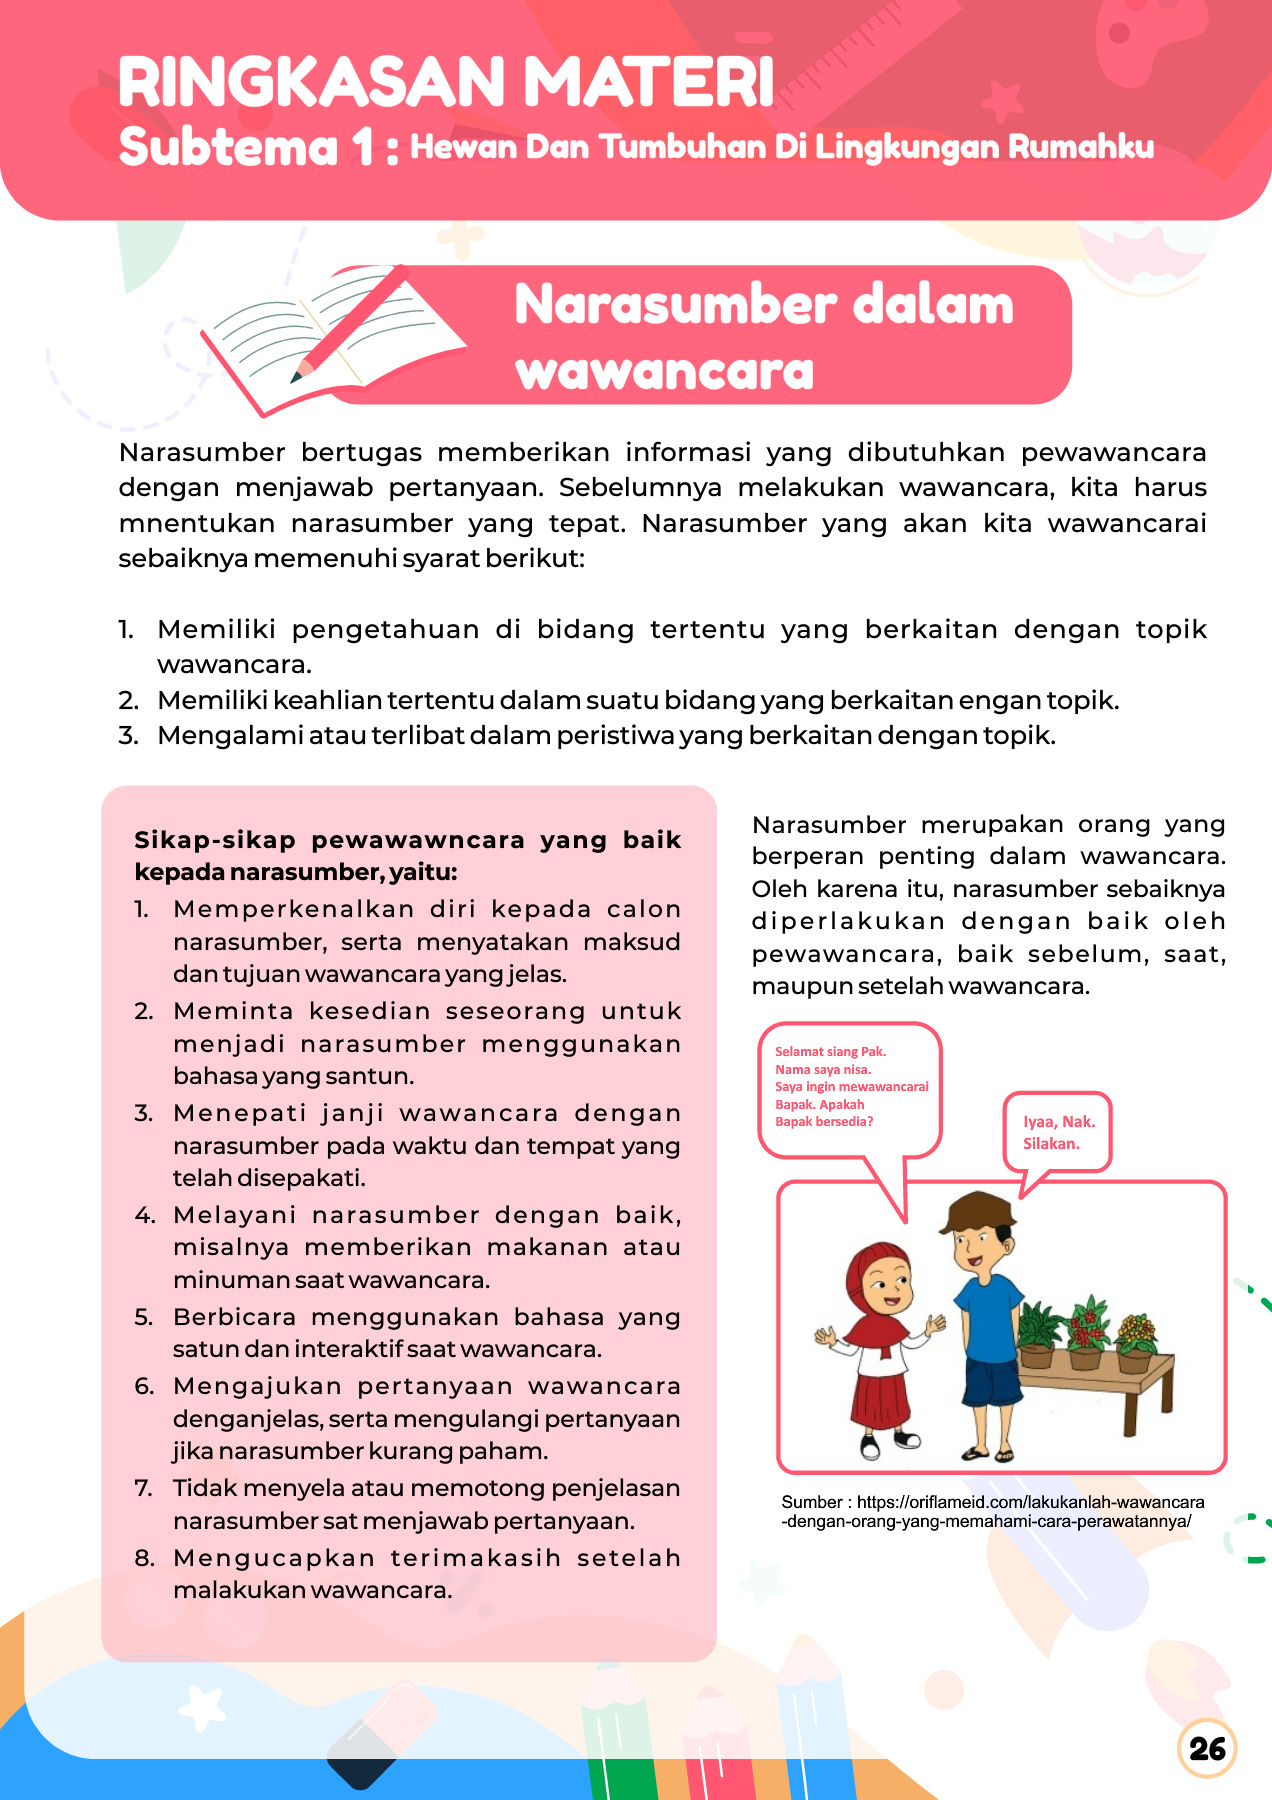 RINGKASAN MATERI
Subtema 1 : Hewan Dan Tumbuhan Di Lingkungan Rumahku
Narasumber dalam
wawancara
Narasumber bertugas memberikan informasi yang dibutuhkan pewawancara
dengan menjawab pertanyaan. Sebelumnya melakukan wawancara, kita harus
mnentukan narasumber yang tepat. Narasumber yang akan kita wawancarai
sebaiknya memenuhi syarat berikut:
1. Memiliki pengetahuan di bidang tertentu yang berkaitan dengan topik
wawancara.
2. Memiliki keahlian tertentu dalam suatu bidang yang berkaitan engan topik.
3. Mengalami atau terlibat dalam peristiwa yang berkaitan dengan topik.
Sikap-sikap pewawawncara yang baik
kepada narasumber, yaitu:
1. Memperkenalkan diri kepada calon
narasumber, serta menyatakan maksud
dan tujuan wawancara yang jelas.
2. Meminta kesedian seseorang untuk
menjadi narasumber menggunakan
bahasa yang santun.
3. Menepati janji wawancara dengan
narasumber pada waktu dan tempat yang
telah disepakati.
4. Melayani narasumber dengan baik,
misalnya memberikan makanan atau
minuman saat wawancara.
5. Berbicara menggunakan bahasa yang
satun dan interaktif saat wawancara.
6. Mengajukan pertanyaan wawancara
denganjelas, serta mengulangi pertanyaan
jika narasumber kurang paham.
7. Tidak menyela atau memotong penjelasan
narasumber sat menjawab pertanyaan.
8. Mengucapkan terimakasih setelah
malakukan wawancara.
Narasumber merupakan orang yang
berperan penting dalam wawancara.
Oleh karena itu, narasumber sebaiknya
diperlakukan dengan baik oleh
pewawancara, baik sebelum, saat,
maupun setelah wawancara.
Selamat siang Pak.
Nama saya nisa.
Saya ingin mewawancarai
Bapak. Apakah
Bapak bersedia?
Iyaa, Nak.
Silakan.
Sumber : https://oriflameid.com/lakukanlah-wawancara
-dengan-orang-yang-memahami-cara-perawatannya/
26